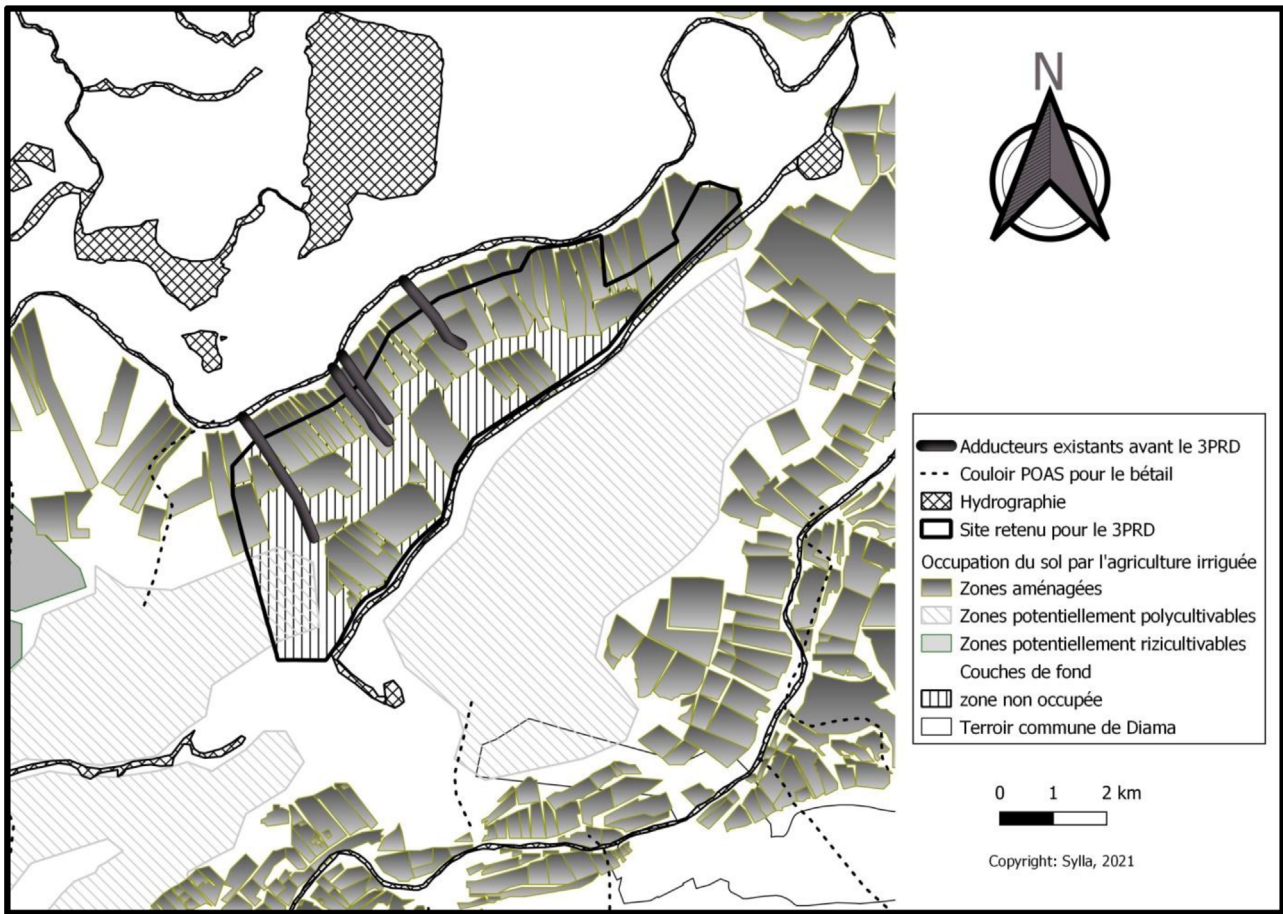 N
Adducteurs existants avant le 3PRD
Couloir POAS pour le bétail
Hydrographie
Site retenu pour le 3PRD
Occupation du sol par l'agriculture irriguée
Zones aménagées
Zones potentiellement polycultivables
Zones potentiellement rizicultivables
Couches de fond
zone non occupée
Terroir commune de Diama
0 1 2 km
Copyright: Sylla, 2021